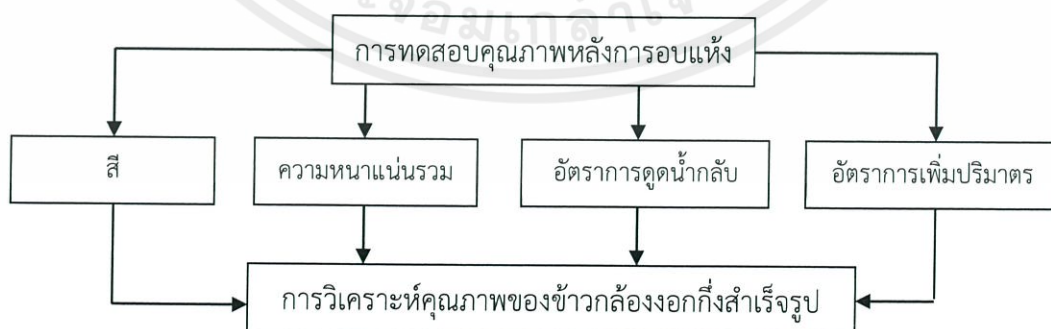 การทดสอบคุณภาพหลังการอบแห้ง
สี
ความหนาแน่นรวม
อัตราการดูดน้ำกลับ
อัตราการเพิ่มปริมาตร
การวิเคราะห์คุณภาพของข้าวกล้องงอกกึ่งสำเร็จรูป